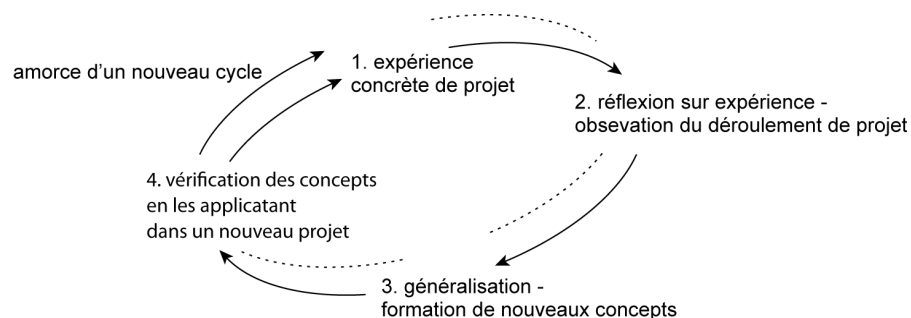 amorce d'un nouveau cycle
1. expérience
concrète de projet
2. réflexion sur expérience -
obsevation du déroulement de projet
3. généralisation -
formation de nouveaux concepts
4. vérification des concepts
en les applicatant
dans un nouveau projet